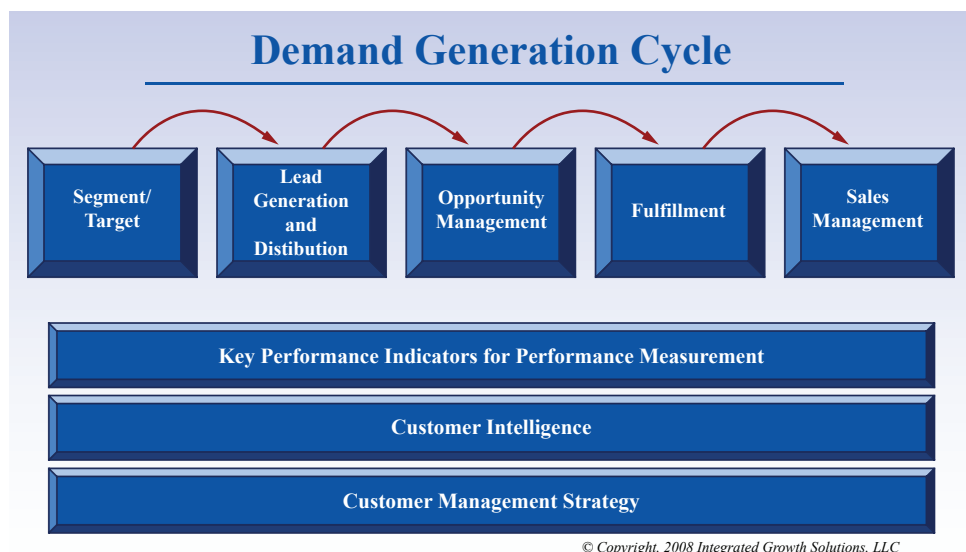 Demand Generation Cycle
Segment/
Target
Lead
Generation
and
Distibution
Opportunity
Management
Fulfillment
Sales
Management
Key Performance Indicators for Performance Measurement
Customer Intelligence
Customer Management Strategy
© Copyright, 2008 Integrated Growth Solutions, LLC